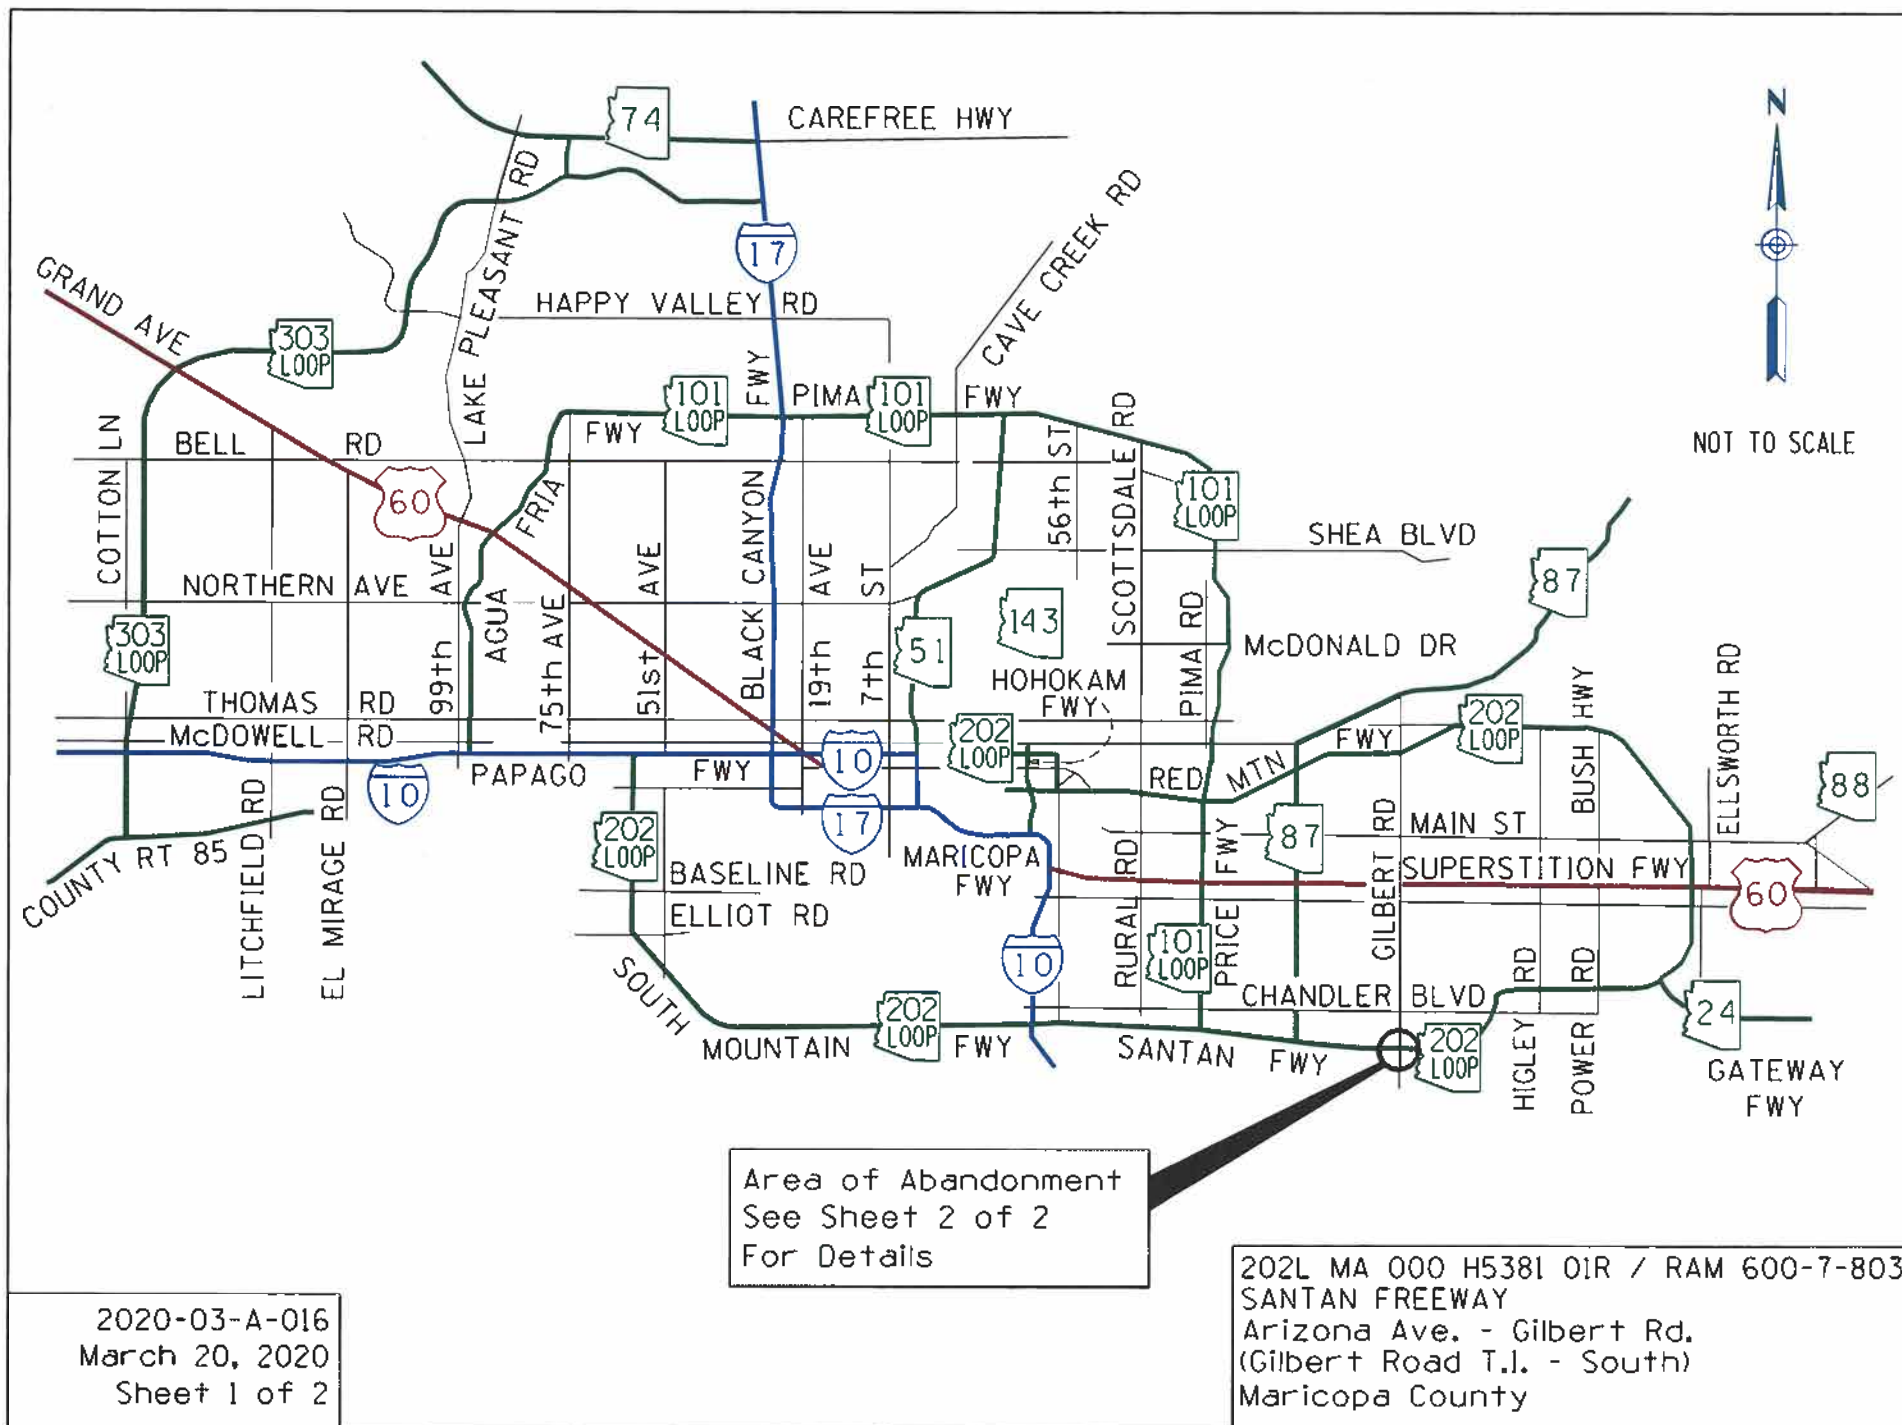 74
CAREFREE HWY
N
LAKE PLEASANT RD
17
CAVE CREEK RD
GRAND AVE
HAPPY VALLEY RD
303
LOOP
FWY
101
LOOP
PIMA
101
LOOP
FWY
FWY
COTTON LN
BELL RD
NOT TO SCALE
60
AGUA FRIA
BLACK CANYON
56th ST
SCOTTSDALE RD
101
LOOP
SHEA BLVD
87
NORTHERN AVE
99th AVE
75th AVE
51st AVE
19th AVE
7th ST
143
303
LOOP
51
PIMA RD
McDONALD DR
HOHOKAM
FWY
THOMAS RD
McDOWELL RD
202
LOOP
FWY
202
LOOP
BUSH HWY
ELLSWORTH RD
10
10
PAPAGO FWY
RED MTN
88
LITCHFIELD RD
EL MIRAGE RD
17
87
GILBERT RD
MAIN ST
COUNTY RT 85
202
LOOP
BASELINE RD
MARICOPA
FWY
SUPERSTITION FWY
60
ELLIOT RD
RURAL RD
PRICE FWY
10
101
LOOP
CHANDLER BLVD
HIGLEY RD
POWER RD
24
SOUTH
MOUNTAIN
202
LOOP
FWY
SANTAN FWY
202
LOOP
GATEWAY
FWY
Area of Abandonment
See Sheet 2 of 2
For Details
2020-03-A-016
March 20, 2020
Sheet 1 of 2
202L MA 000 H5381 01R / RAM 600-7-803
SANTAN FREEWAY
Arizona Ave. - Gilbert Rd.
(Gilbert Road T.I. - South)
Maricopa County